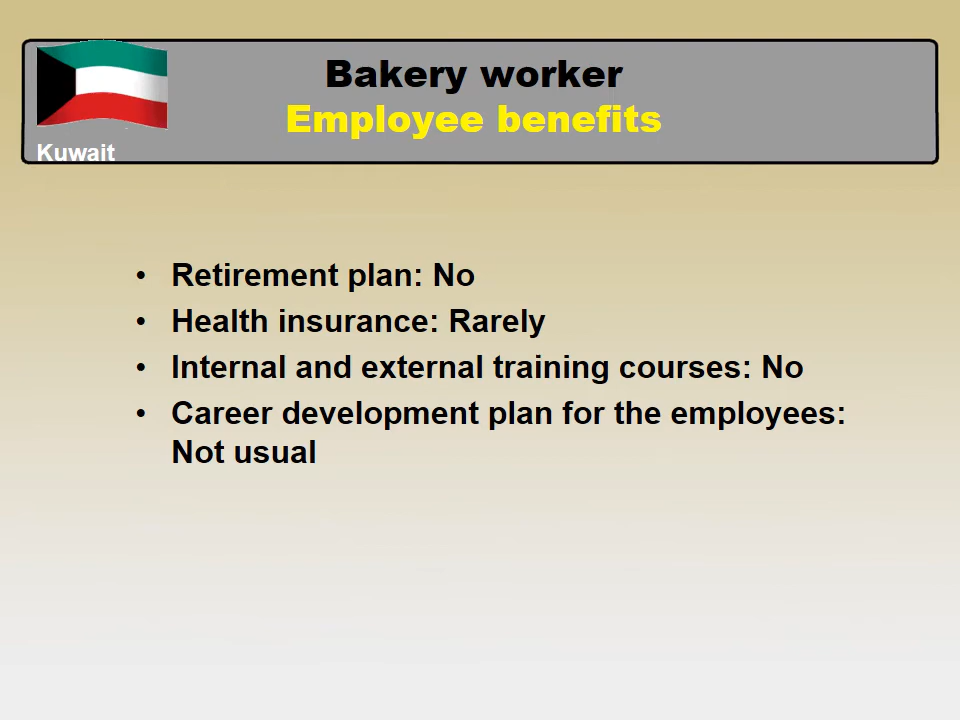 Bakery worker
Employee benefits
Kuwait
• Retirement plan: No
• Health insurance: Rarely
• Internal and external training courses: No
• Career development plan for the employees:
Not usual